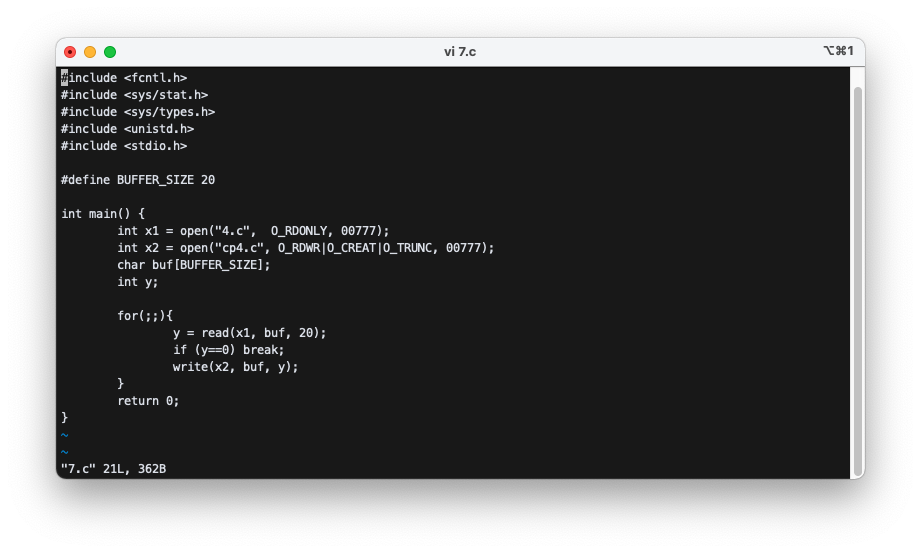 vi 7.c
⌥⌘1
#include <fcntl.h>
#include <sys/stat.h>
#include <sys/types.h>
#include <unistd.h>
#include <stdio.h>

#define BUFFER_SIZE 20

int main() {
        int x1 = open("4.c",  O_RDONLY, 00777);
        int x2 = open("cp4.c", O_RDWR|O_CREAT|O_TRUNC, 00777);
        char buf[BUFFER_SIZE];
        int y;

        for(;;){
                y = read(x1, buf, 20);
                if (y==0) break;
                write(x2, buf, y);
        }
        return 0;
}
~
~
"7.c" 21L, 362B